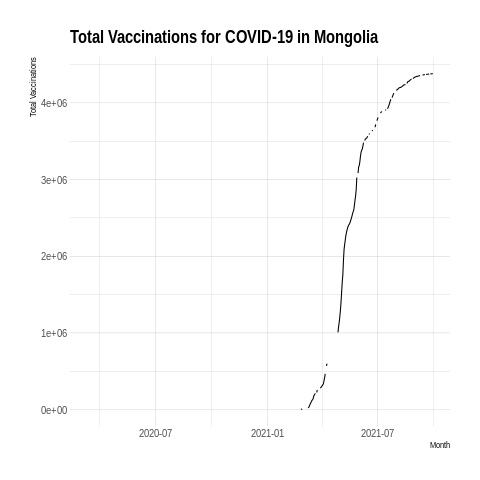 Total Vaccinations for COVID-19 in Mongolia
Total Vaccinations
4e+06
3e+06
2e+06
1e+06
0e+00
2020-07
2021-01
2021-07
Month